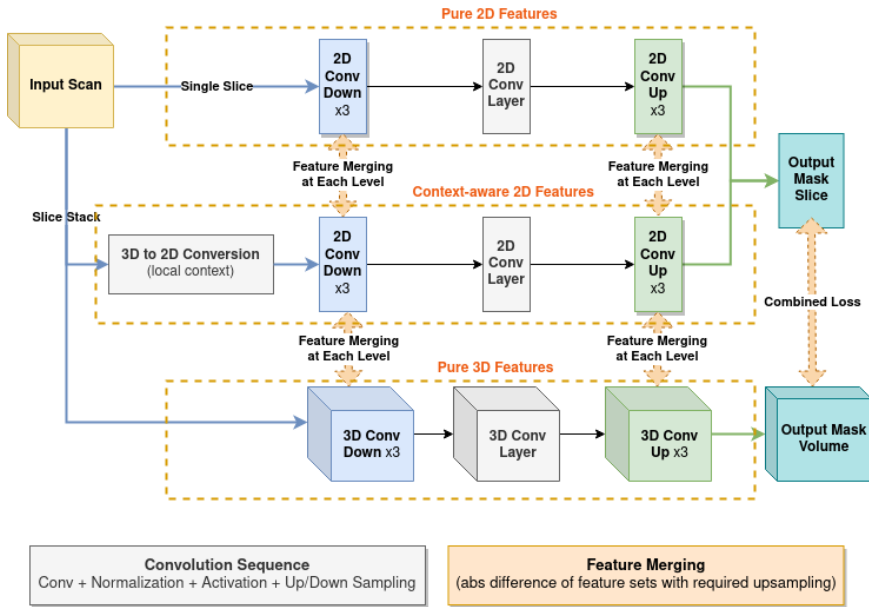 Pure 2D Features
Input Scan
Single Slice
2D
Conv
Down
x3
2D
Conv
Layer
2D
Conv
Up
x3
Feature Merging
at Each Level
Feature Merging
at Each Level
Output
Mask
Slice
Context-aware 2D Features
Slice Stack
3D to 2D Conversion
(local context)
2D
Conv
Down
x3
2D
Conv
Layer
2D
Conv
Up
x3
Combined Loss
Feature Merging
at Each Level
Feature Merging
at Each Level
Pure 3D Features
3D Conv
Down x3
3D Conv
Layer
3D Conv
Up x3
Output Mask
Volume
Convolution Sequence
Conv + Normalization + Activation + Up/Down Sampling
Feature Merging
(abs difference of feature sets with required upsampling)